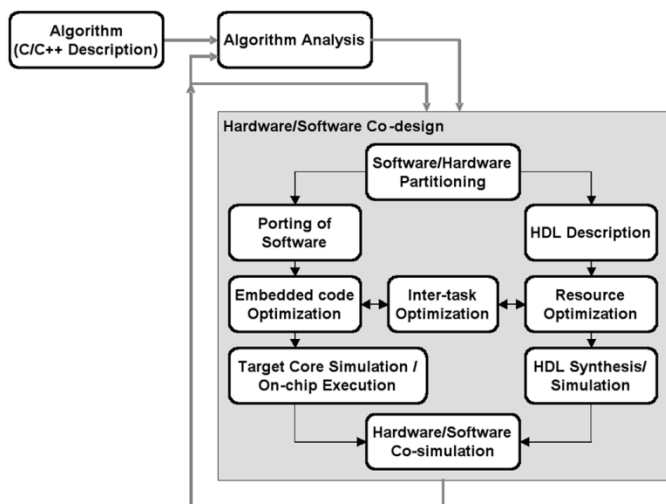 Algorithm
(C/C++ Description)
Algorithm Analysis
Hardware/Software Co-design
Software/Hardware
Partitioning
Porting of
Software
HDL Description
Embedded code
Optimization
Inter-task
Optimization
Resource
Optimization
Target Core Simulation /
On-chip Execution
HDL Synthesis/
Simulation
Hardware/Software
Co-simulation